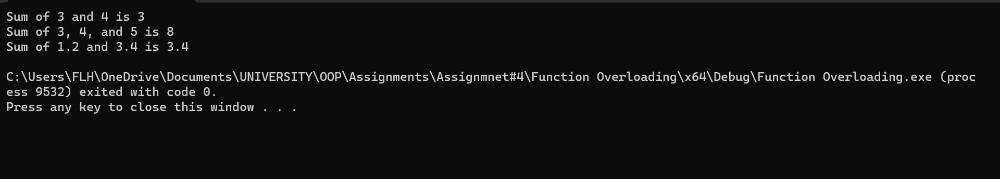 Sum of 3 and 4 is 3
Sum of 3, 4, and 5 is 8
Sum of 1.2 and 3.4 is 3.4
C:\Users\FLH\OneDrive\Documents\UNIVERSITY\OOP\Assignments\Assignmnet#4\Function Overloading\x64\Debug\Function Overloading.exe (proc
ess 9532) exited with code 0.
Press any key to close this window . . .